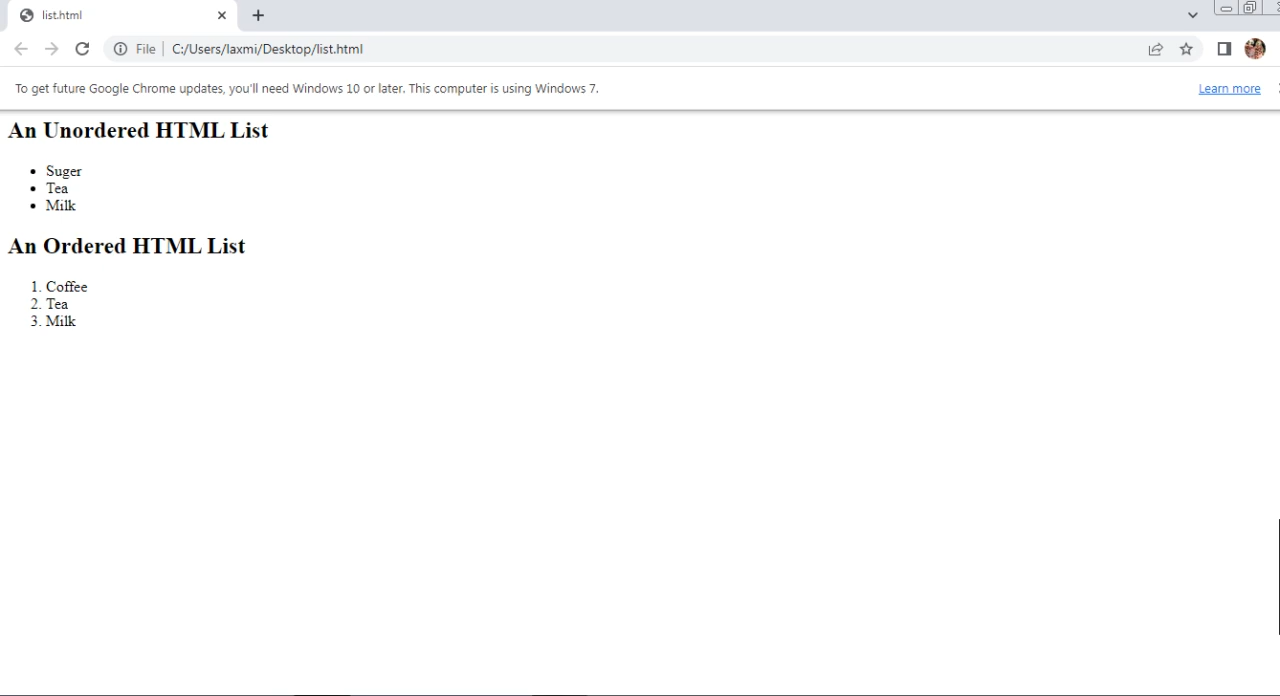 list.html
File
C:/Users/laxmi/Desktop/list.html
To get future Google Chrome updates, you'll need Windows 10 or later. This computer is using Windows 7.
Learn more
An Unordered HTML List
• Suger
• Tea
• Milk
An Ordered HTML List
1. Coffee
2. Tea
3. Milk